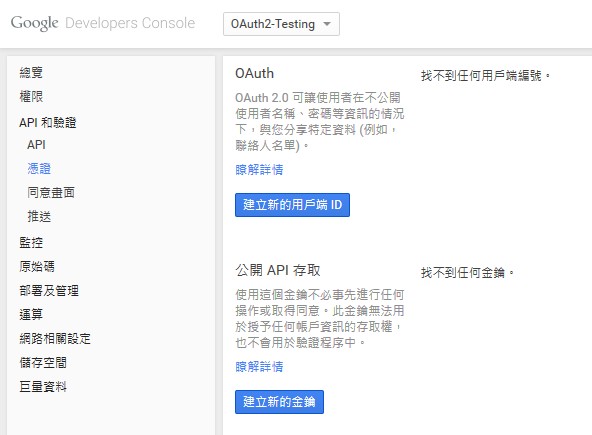 Google Developers Console
OAuth2-Testing
總覽
權限
API 和驗證
API
憑證
同意畫面
推送
監控
原始碼
部署及管理
運算
網路相關設定
儲存空間
巨量資料
OAuth
OAuth 2.0 可讓使用者在不公開
使用者名稱、密碼等資訊的情況
下，與您分享特定資料 (例如，
聯絡人名單)。
瞭解詳情
建立新的用戶端 ID
找不到任何用戶端編號。
公開 API 存取
使用這個金鑰不必事先進行任何
操作或取得同意。此金鑰無法用
於授予任何帳戶資訊的存取權，
也不會用於驗證程序中。
瞭解詳情
建立新的金鑰
找不到任何金鑰。